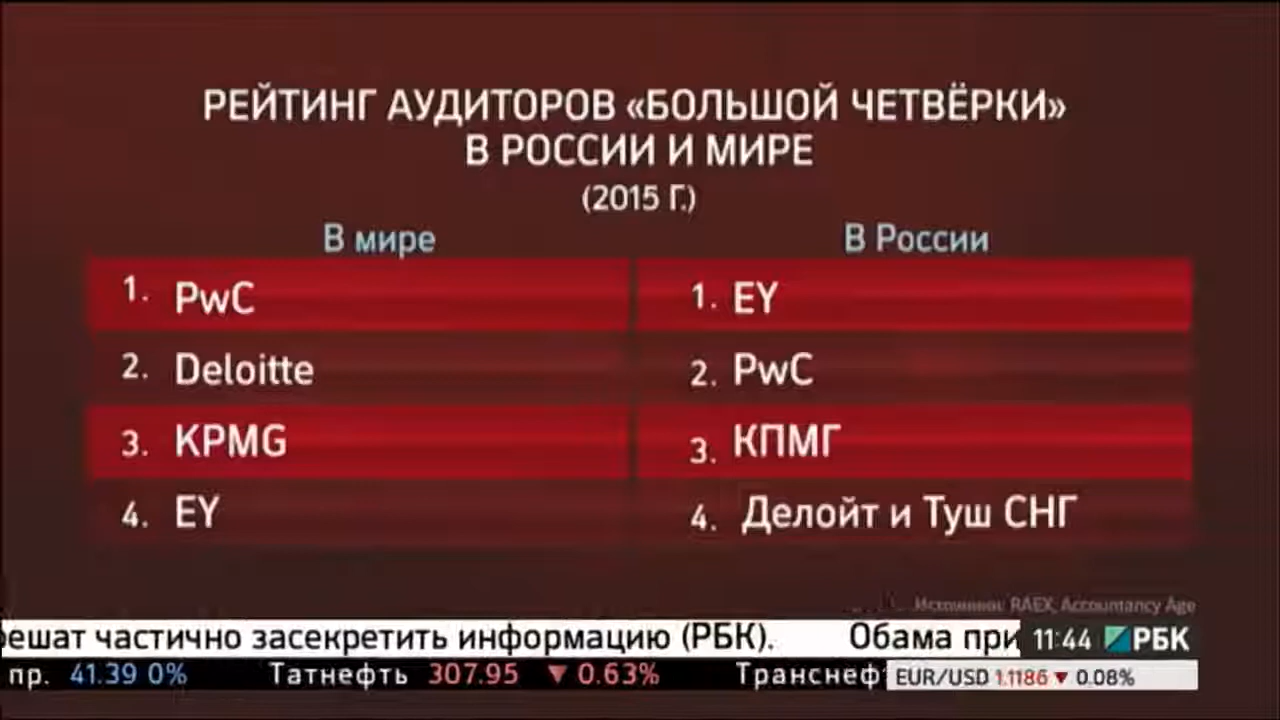 РЕЙТИНГ АУДИТОРОВ «БОЛЬШОЙ ЧЕТВЁРКИ»
В РОССИИ И МИРЕ
(2015 Г.)
В мире
1. PwC
2. Deloitte
3. KPMG
4. EY
В России
1. EY
2. PwC
3. КПМГ
4. Делойт и Туш СНГ
Источники: RAEX, Accountancy Age
решат частично засекретить информацию (РБК). Обама при
11:44 РБК
пр. 41.39 0% Татнефть 307.95 ▼ 0.63% Транснеф
EUR/USD 1.1186 ▼ 0.08%